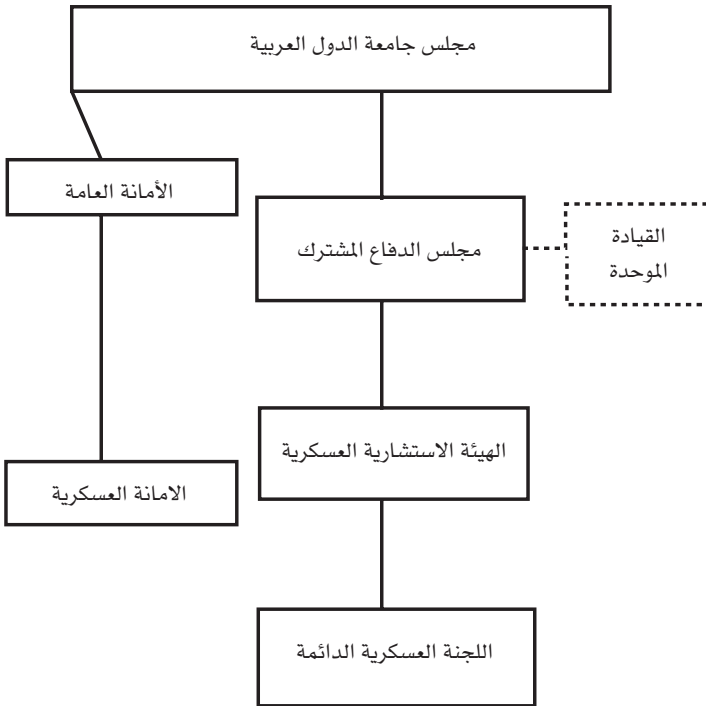 مجلس جامعة الدول العربية
الأمانة العامة
مجلس الدفاع المشترك
القيادة
الموحدة
الهيئة الاستشارية العسكرية
الامانة العسكرية
اللجنة العسكرية الدائمة